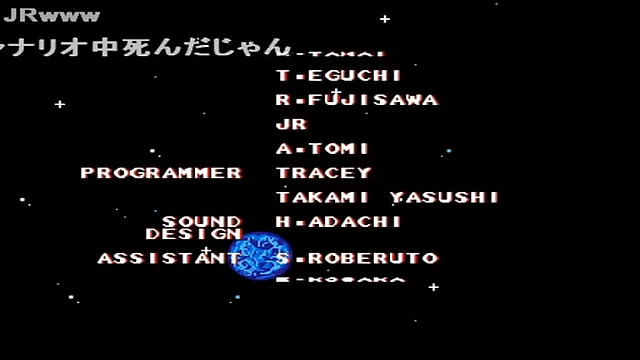 JRwww
ナリオ中死んだじゃん
T.EGUCHI
R.FUJISAWA
JR
A.TOMI
PROGRAMMER TRACEY
TAKAMI YASUSHI
SOUND DESIGN H.ADACHI
ASSISTANT S.ROBERUTO